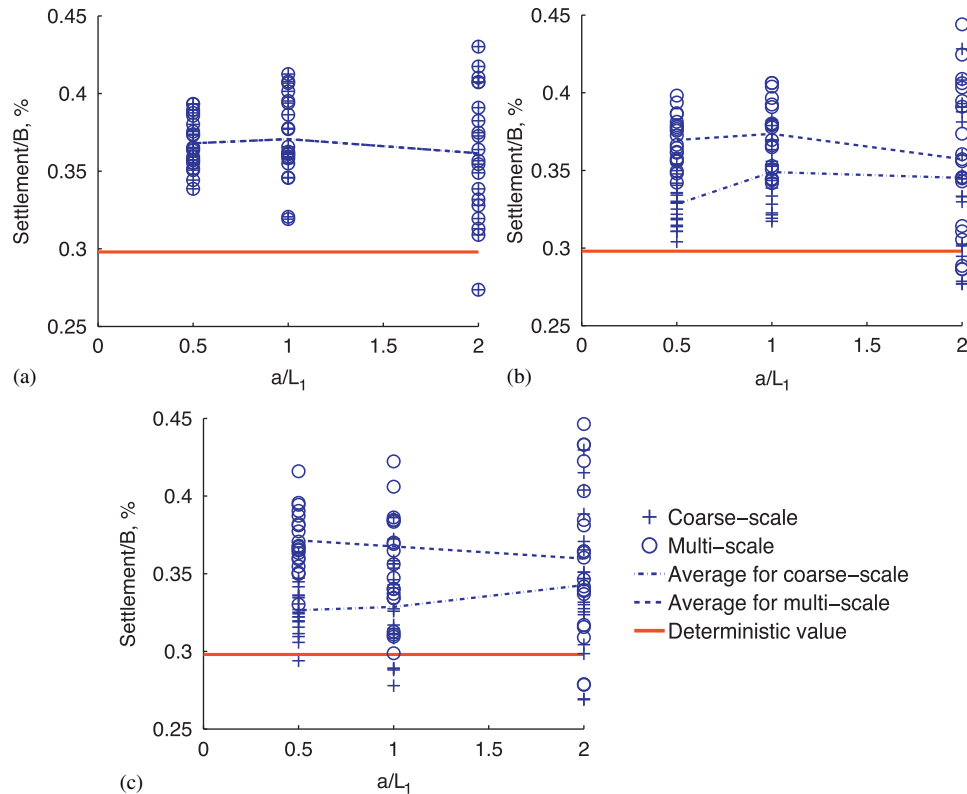 0.45
0.4
0.35
0.3
0.25
Settlement/B, %
0 0.5 1 1.5 2
a/L1
(a)
0.45
0.4
0.35
0.3
0.25
Settlement/B, %
0 0.5 1 1.5 2
a/L1
(b)
0.45
0.4
0.35
0.3
0.25
Settlement/B, %
0 0.5 1 1.5 2
a/L1
(c)
Coarse−scale
Multi−scale
Average for coarse−scale
Average for multi−scale
Deterministic value